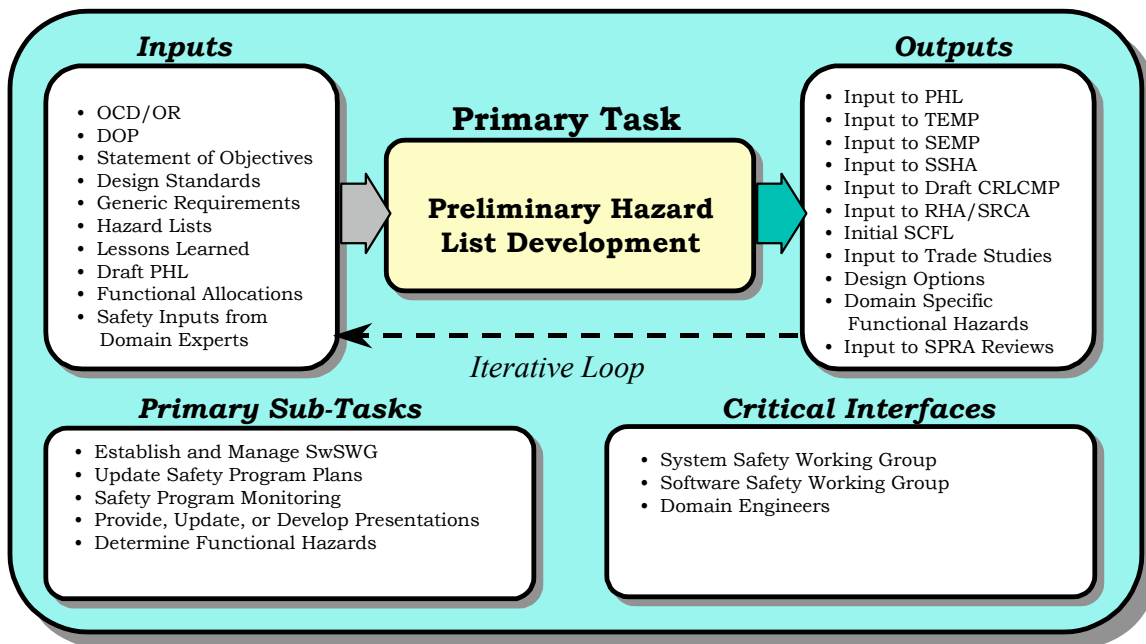 Inputs
• OCD/OR
• DOP
• Statement of Objectives
• Design Standards
• Generic Requirements
• Hazard Lists
• Lessons Learned
• Draft PHL
• Functional Allocations
• Safety Inputs from
Domain Experts
Primary Task
Preliminary Hazard
List Development
Outputs
• Input to PHL
• Input to TEMP
• Input to SEMP
• Input to SSHA
• Input to Draft CRLCMP
• Input to RHA/SRCA
• Initial SCFL
• Input to Trade Studies
• Design Options
• Domain Specific
Functional Hazards
• Input to SPRA Reviews
Iterative Loop
Primary Sub-Tasks
• Establish and Manage SwSWG
• Update Safety Program Plans
• Safety Program Monitoring
• Provide, Update, or Develop Presentations
• Determine Functional Hazards
Critical Interfaces
• System Safety Working Group
• Software Safety Working Group
• Domain Engineers